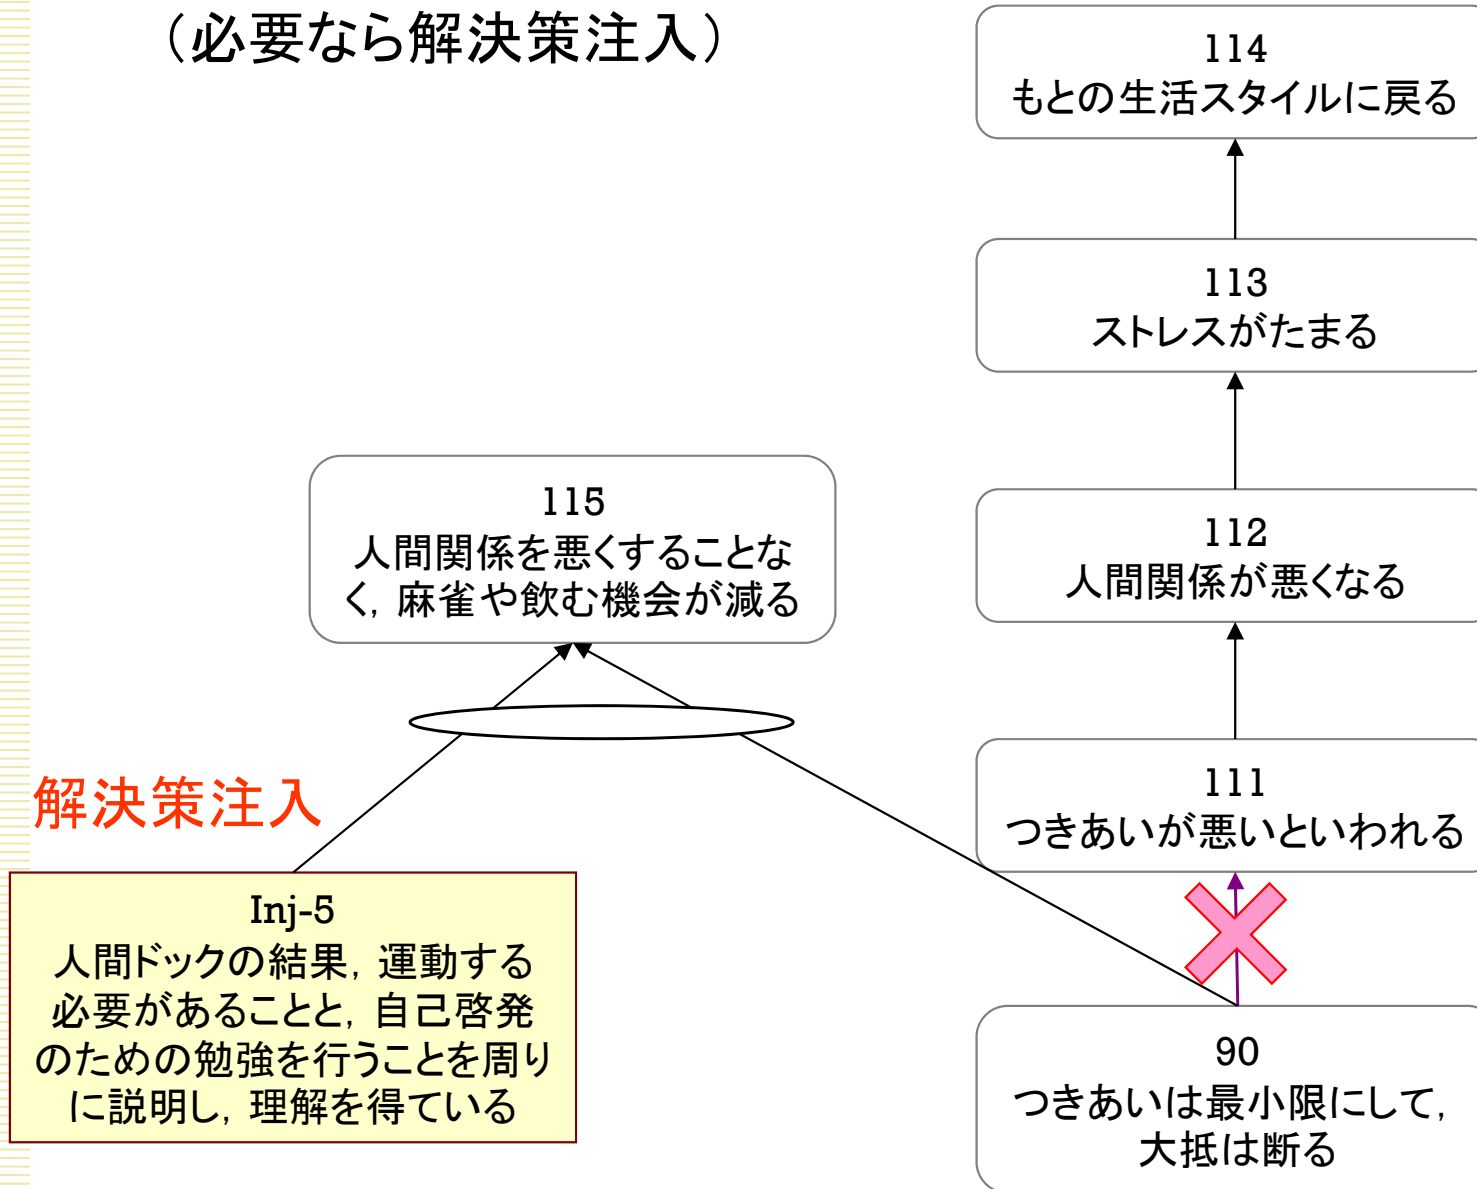 （必要なら解決策注入）
114
もとの生活スタイルに戻る
113
ストレスがたまる
115
人間関係を悪くすることな
く，麻雀や飲む機会が減る
112
人間関係が悪くなる
111
つきあいが悪いといわれる
解決策注入
Inj-5
人間ドックの結果，運動する
必要があることと，自己啓発
のための勉強を行うことを周り
に説明し，理解を得ている
90
つきあいは最小限にして，
大抵は断る